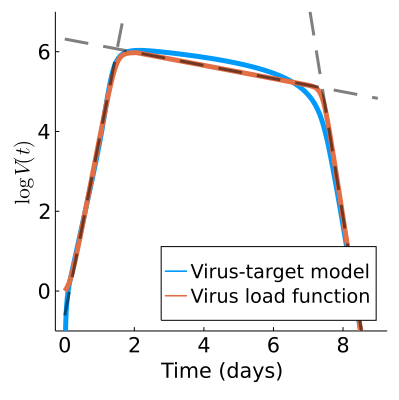 log V(t)
6
4
2
0
Virus-target model
Virus load function
0 2 4 6 8
Time (days)